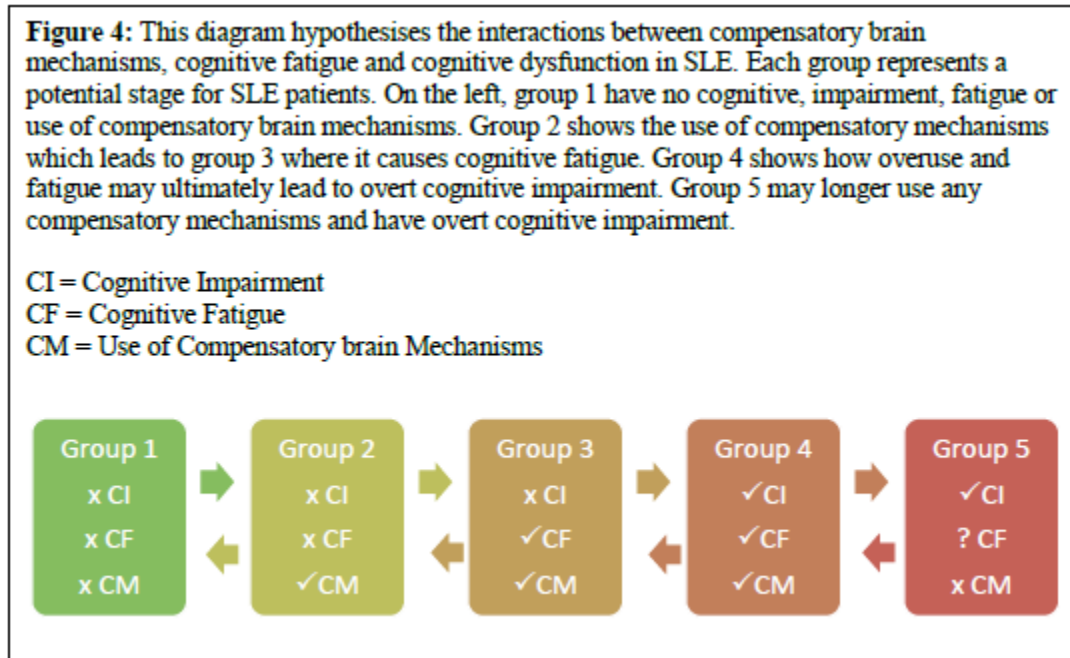 Figure 4: This diagram hypothesises the interactions between compensatory brain
mechanisms, cognitive fatigue and cognitive dysfunction in SLE. Each group represents a
potential stage for SLE patients. On the left, group 1 have no cognitive, impairment, fatigue or
use of compensatory brain mechanisms. Group 2 shows the use of compensatory mechanisms
which leads to group 3 where it causes cognitive fatigue. Group 4 shows how overuse and
fatigue may ultimately lead to overt cognitive impairment. Group 5 may longer use any
compensatory mechanisms and have overt cognitive impairment.
CI = Cognitive Impairment
CF = Cognitive Fatigue
CM = Use of Compensatory brain Mechanisms
Group 1
x CI
x CF
x CM
Group 2
x CI
x CF
✓CM
Group 3
x CI
✓CF
✓CM
Group 4
✓CI
✓CF
✓CM
Group 5
✓CI
? CF
x CM